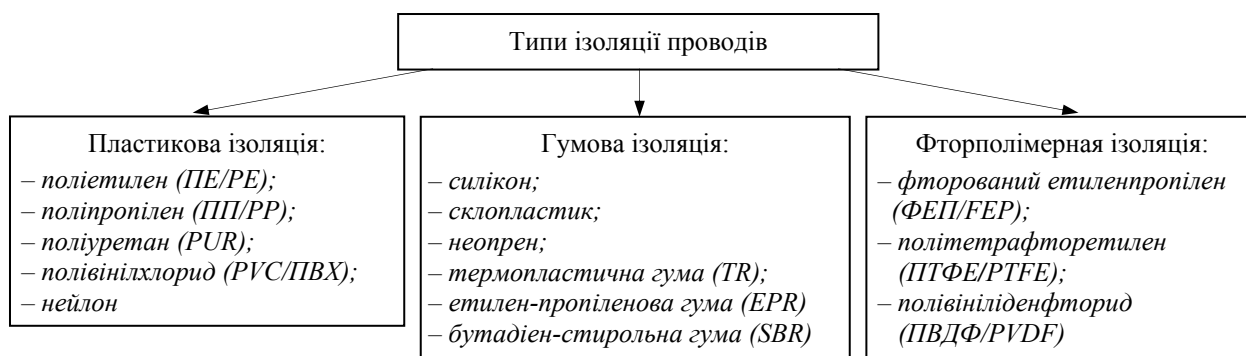 Типи ізоляції проводів
Пластикова ізоляція:
– поліетилен (ПЕ/PE);
– поліпропілен (ПП/PP);
– поліуретан (PUR);
– полівінілхлорид (PVC/ПВХ);
– нейлон
Гумова ізоляція:
– силікон;
– склопластик;
– неопрен;
– термопластична гума (TR);
– етилен-пропіленова гума (EPR)
– бутадієн-стирольна гума (SBR)
Фторполімерная ізоляція:
– фторований етиленпропілен
(ФЕП/FEP);
– політетрафторетилен
(ПТФЕ/PTFE);
– полівініліденфторид
(ПВДФ/PVDF)